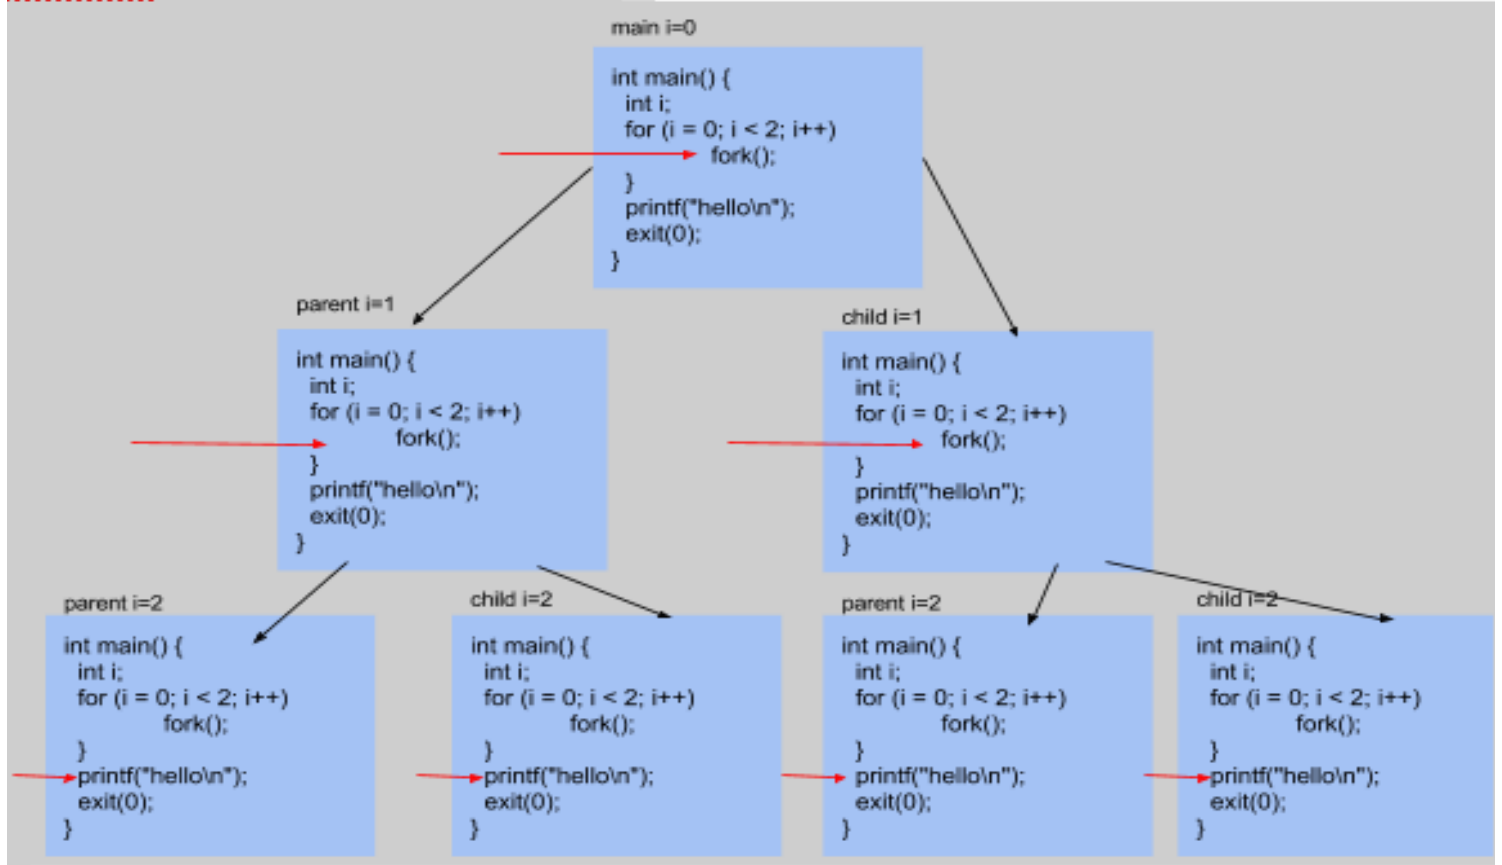 main i=0
int main() {
int i;
for (i = 0; i < 2; i++)
fork();
}
printf("hello\n");
exit(0);
}
parent i=1
int main() {
int i;
for (i = 0; i < 2; i++)
fork();
}
printf("hello\n");
exit(0);
}
child i=1
int main() {
int i;
for (i = 0; i < 2; i++)
fork();
}
printf("hello\n");
exit(0);
}
parent i=2
int main() {
int i;
for (i = 0; i < 2; i++)
fork();
}
printf("hello\n");
exit(0);
}
child i=2
int main() {
int i;
for (i = 0; i < 2; i++)
fork();
}
printf("hello\n");
exit(0);
}
parent i=2
int main() {
int i;
for (i = 0; i < 2; i++)
fork();
}
printf("hello\n");
exit(0);
}
child i=2
int main() {
int i;
for (i = 0; i < 2; i++)
fork();
}
printf("hello\n");
exit(0);
}